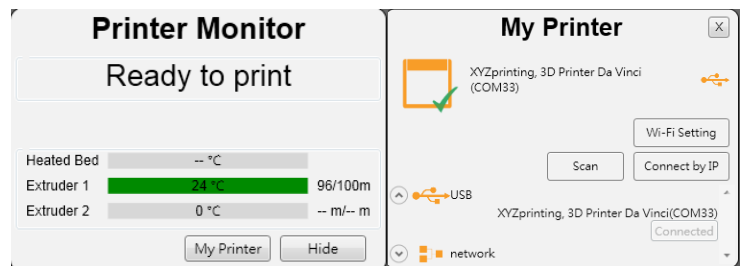 Printer Monitor
Ready to print
Heated Bed -- °C
Extruder 1 24 °C 96/100m
Extruder 2 0 °C -- m/-- m
My Printer Hide
My Printer X
XYZprinting, 3D Printer Da Vinci
(COM33)
Wi-Fi Setting
Scan Connect by IP
USB
XYZprinting, 3D Printer Da Vinci(COM33)
Connected
network